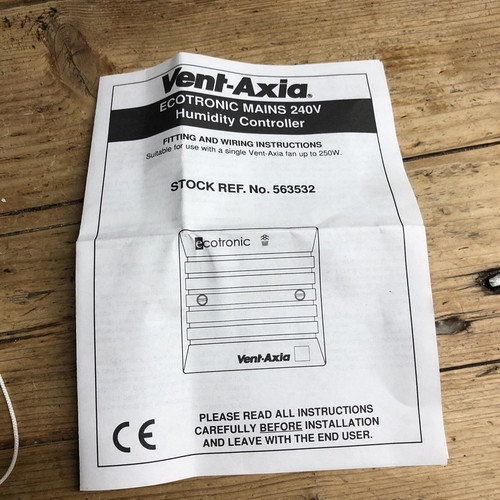 Vent-Axia®
ECOTRONIC MAINS 240V
Humidity Controller
FITTING AND WIRING INSTRUCTIONS
Suitable for use with a single Vent-Axia fan up to 250W.
STOCK REF. No. 563532
ecotronic
Vent-Axia
CE
PLEASE READ ALL INSTRUCTIONS
CAREFULLY BEFORE INSTALLATION
AND LEAVE WITH THE END USER.